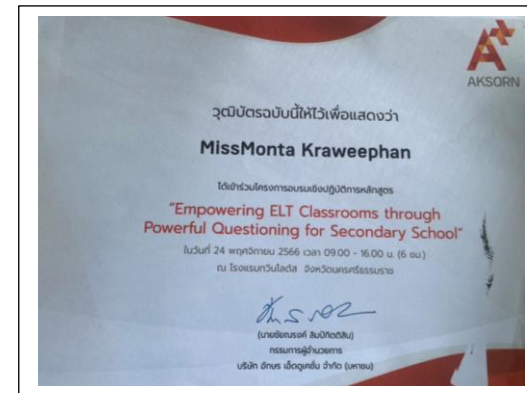 AKSORN
วุฒิบัตรฉบับนี้ให้ไว้เพื่อแสดงว่า
MissMonta Kraweephan
ได้เข้าร่วมโครงการอบรมเชิงปฏิบัติการหลักสูตร
"Empowering ELT Classrooms through
Powerful Questioning for Secondary School"
ในวันที่ 24 พฤศจิกายน 2566 เวลา 09.00 - 16.00 น. (6 ชม.)
ณ โรงแรมทวินโลตัส จังหวัดนครศรีธรรมราช
กรรมการผู้อำนวยการ
บริษัท อักษร เอ็ดดูเคชั่น จำกัด (มหาชน)